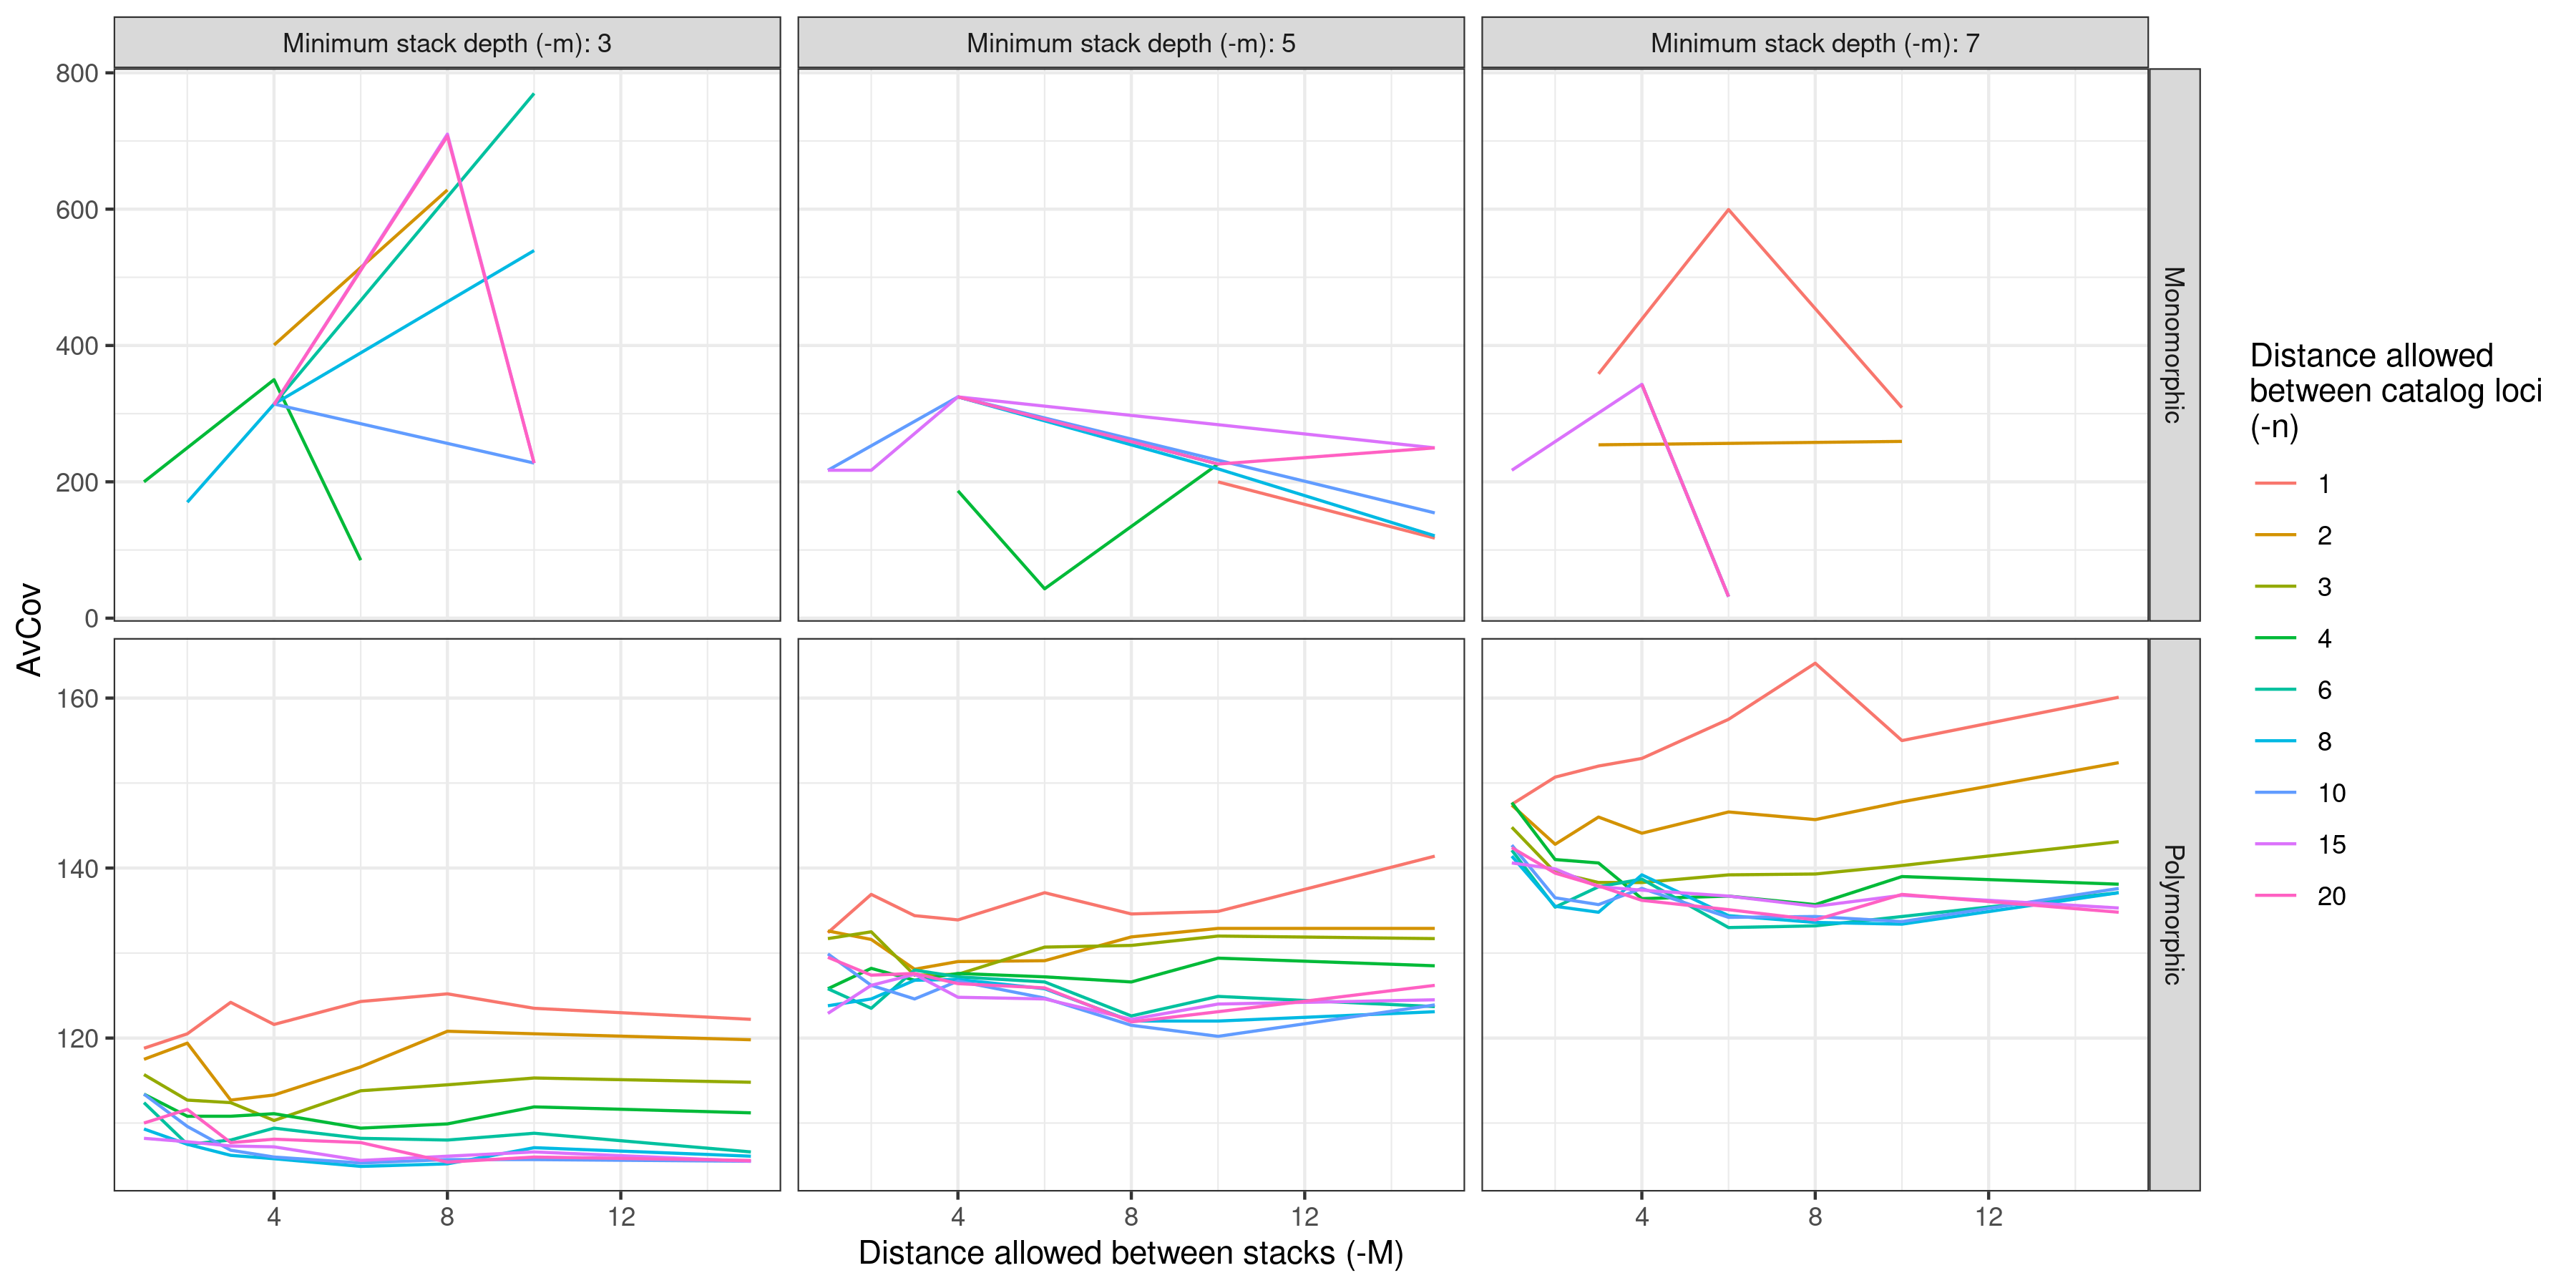 Minimum stack depth (-m): 3
Minimum stack depth (-m): 5
Minimum stack depth (-m): 7
800
600
400
200
0
Monomorphic
AvCov
160
140
120
Polymorphic
4
8
12
4
8
12
4
8
12
Distance allowed between stacks (-M)
Distance allowed
between catalog loci
(-n)
1
2
3
4
6
8
10
15
20